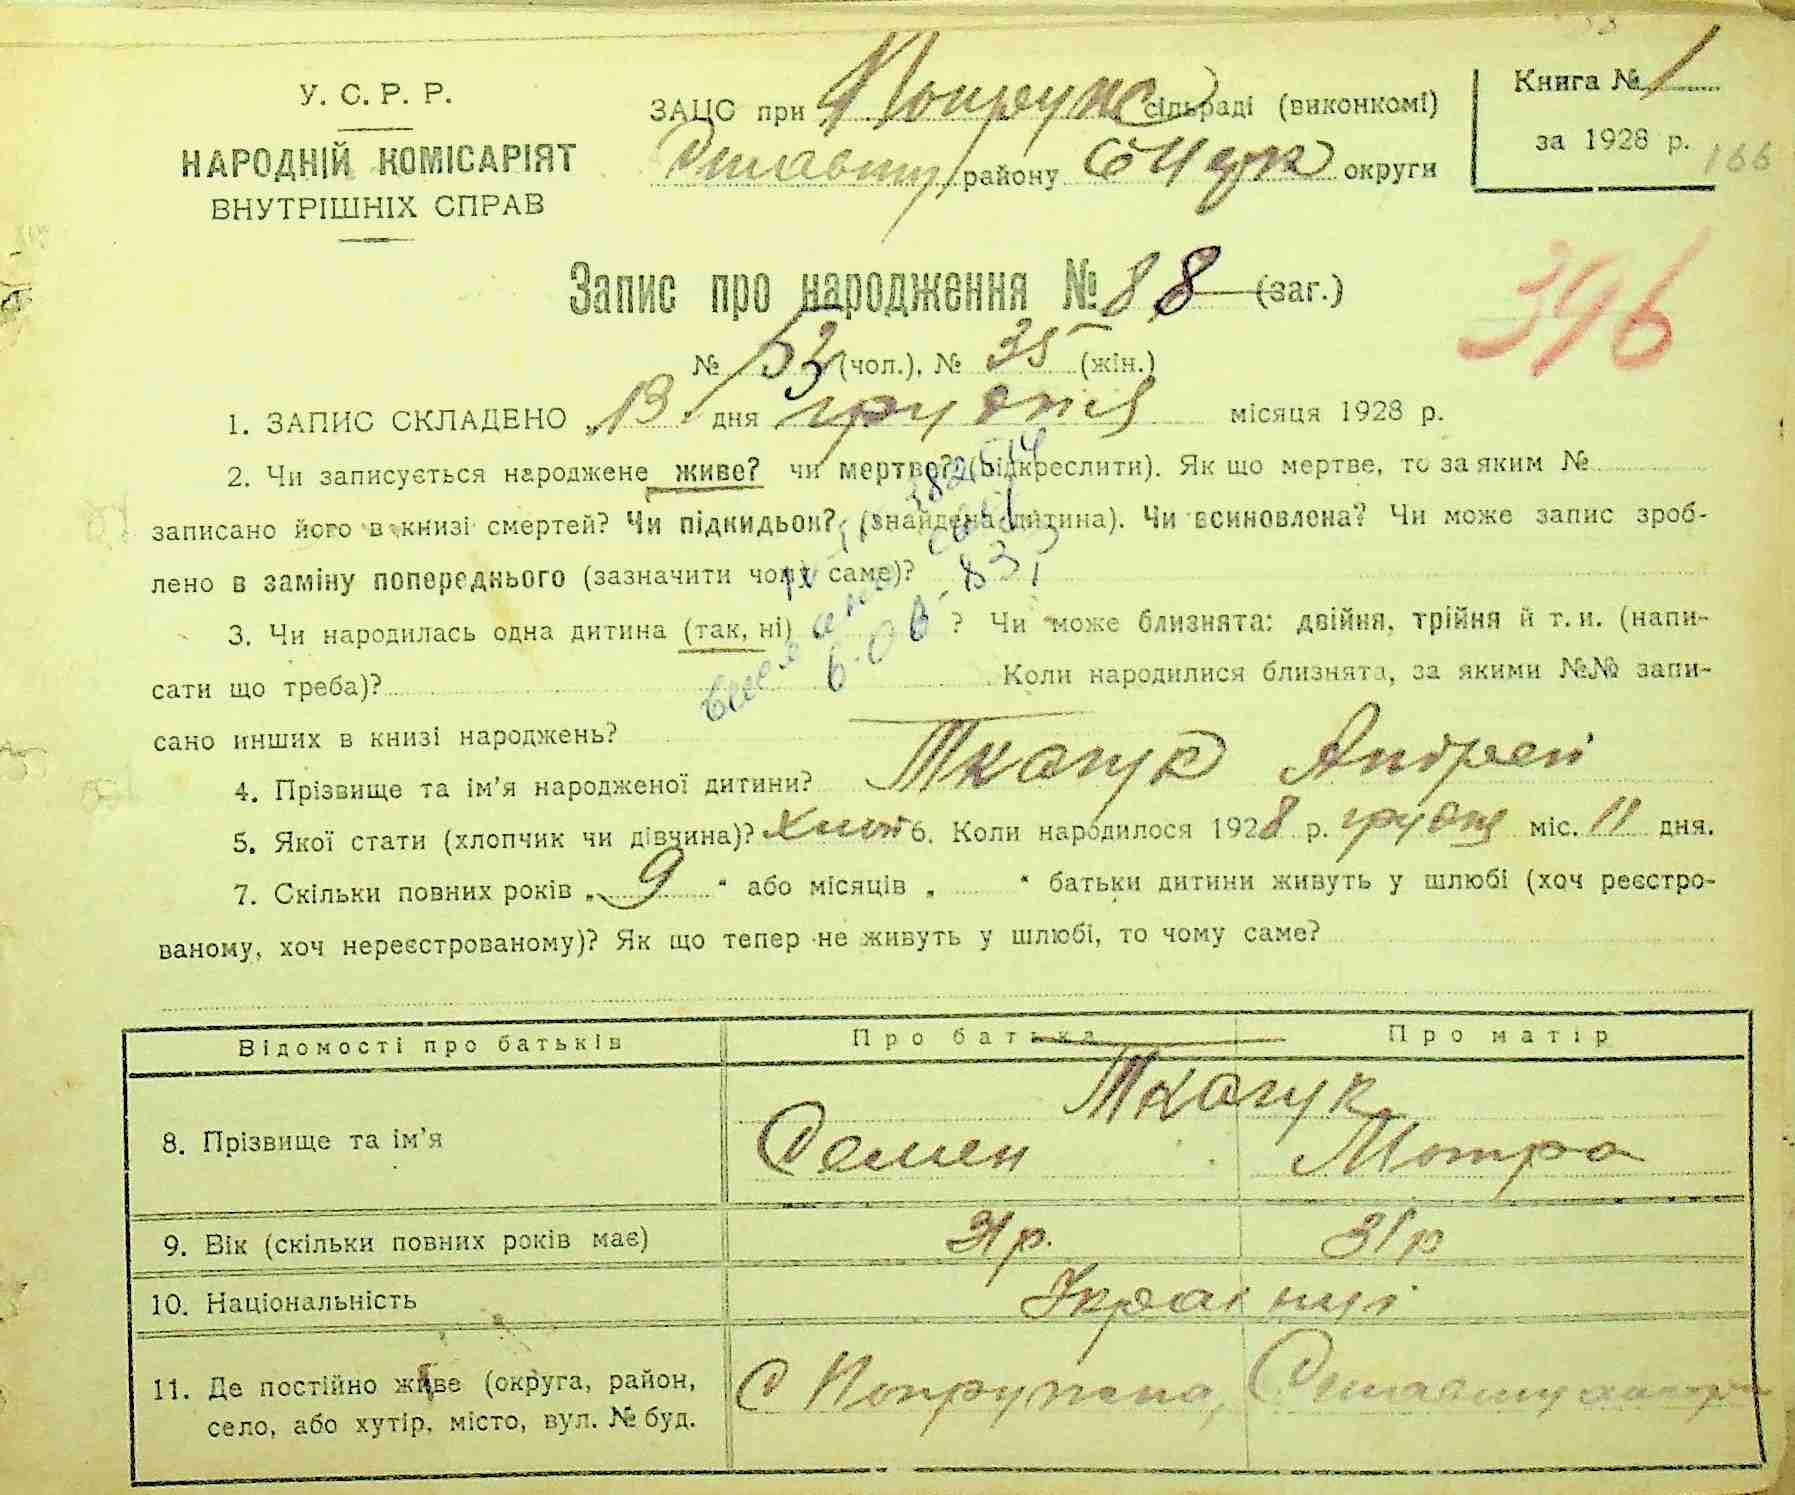 У. С. Р. Р.
НАРОДНІЙ КОМІСАРІЯТ
ВНУТРІШНІХ СПРАВ
ЗАЦС при Попружн сільраді (виконкомі)
району округи
Книга № 1
за 1928 р. 166
Запис про народження № 88 (заг.)
396
№ 53 (чол.), № 35 (жін.)
1. ЗАПИС СКЛАДЕНО „13" дня грудня місяця 1928 р.
2. Чи записується народжене живе? чи мертве? (підкреслити). Як що мертве, то за яким №
записано його в книзі смертей? Чи підкидьок? (знайдена дитина). Чи всиновлена? Чи може запис зроб-
лено в заміну попереднього (зазначити чому саме)?
3. Чи народилась одна дитина (так, ні) ? Чи може близнята: двійня, трійня й т. и. (напи-
сати що треба)? Коли народилися близнята, за якими №№ запи-
сано инших в книзі народжень?
4. Прізвище та ім'я народженої дитини? Ткачук Андрей
5. Якої стати (хлопчик чи дівчина)? 6. Коли народилося 1928 р. грудня міс. 11 дня.
7. Скільки повних років „ 9 " або місяців „ " батьки дитини живуть у шлюбі (хоч реєстро-
ваному, хоч нереєстрованому)? Як що тепер не живуть у шлюбі, то чому саме?
Відомості про батьків Про батька Про матір
Ткачук
8. Прізвище та ім'я Семен Мотра
9. Вік (скільки повних років має) 31 р. 31 р
10. Національність Українці
11. Де постійно живе (округа, район,
село, або хутір, місто, вул. № буд.